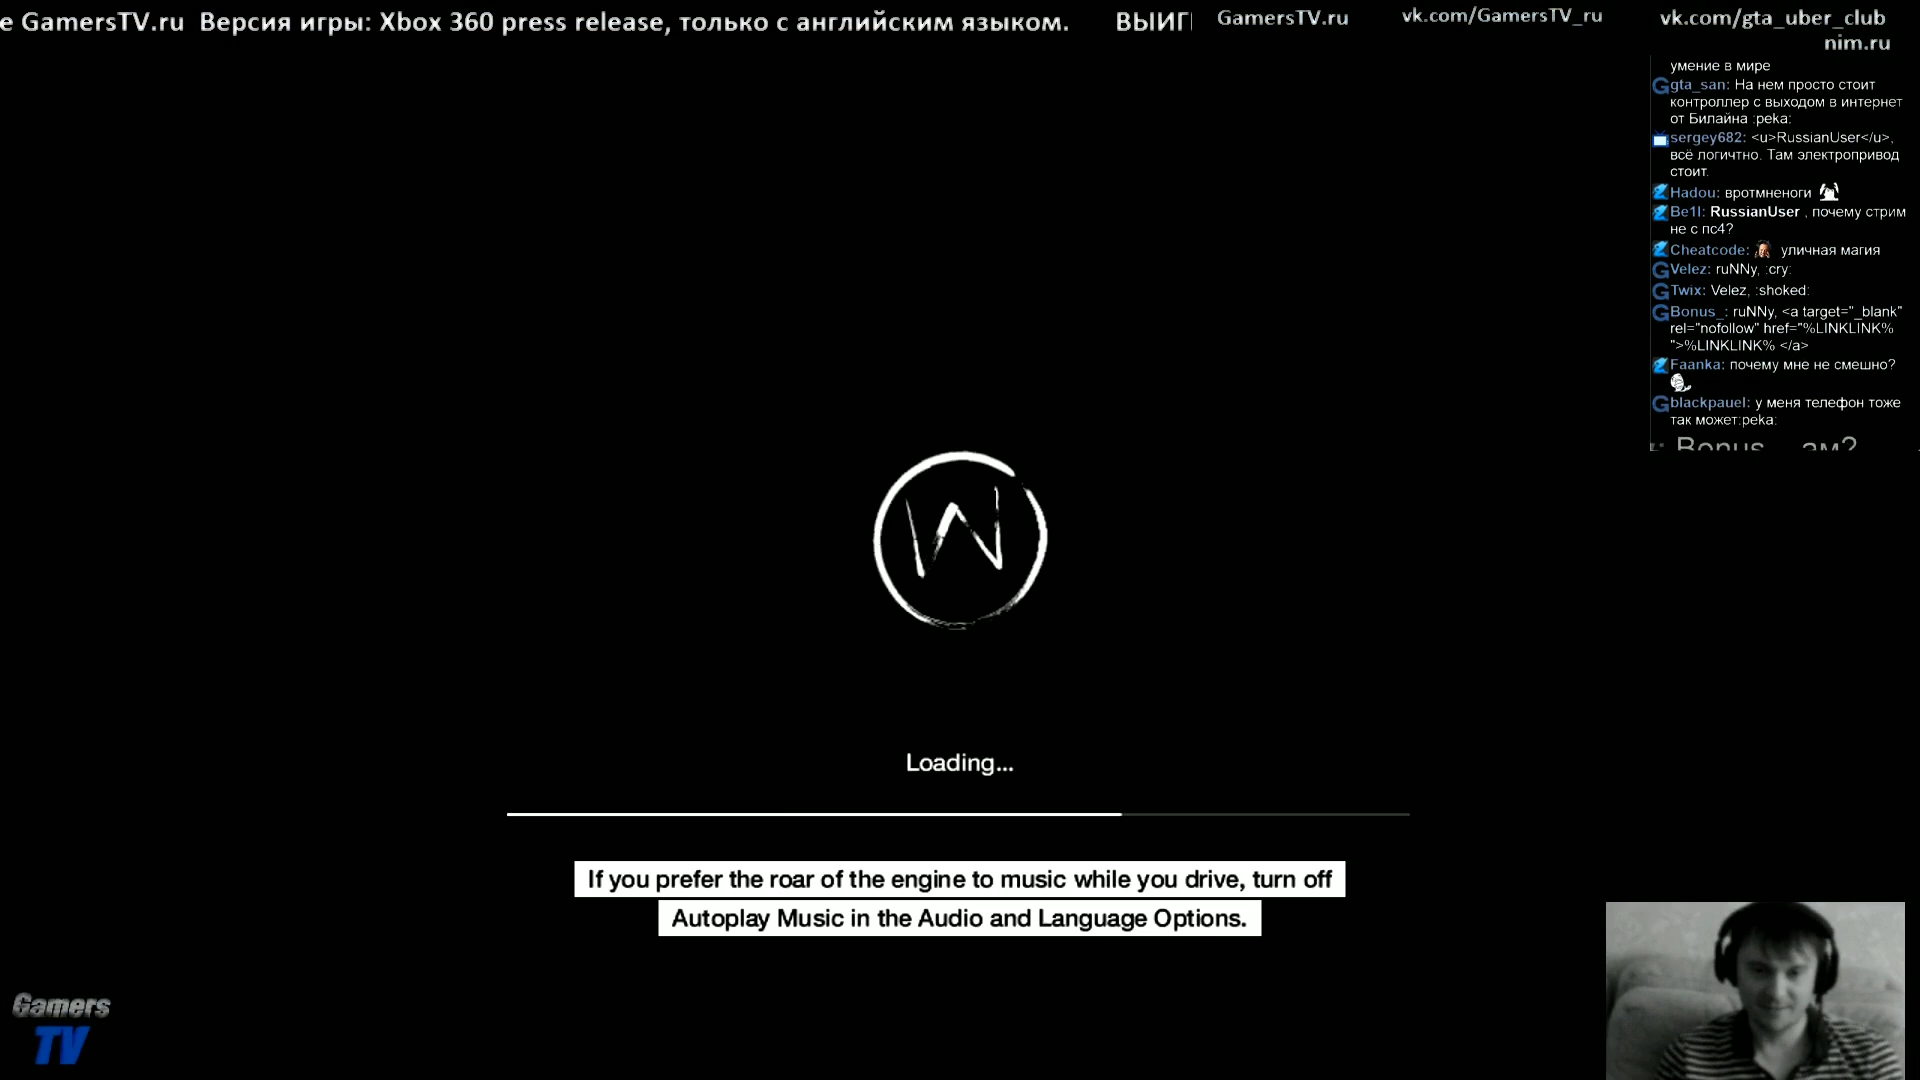 е GamersTV.ru Версия игры: Xbox 360 press release, только с английским языком. ВЫИГ
GamersTV.ru
vk.com/GamersTV_ru
vk.com/gta_uber_club
nim.ru
умение в мире
gta_san: На нем просто стоит
контроллер с выходом в интернет
от Билайна :peka:
sergey682: <u>RussianUser</u>,
всё логичтно. Там электропривод
стоит.
Hadou: вротмненоги
Be1l: RussianUser , почему стрим
не с пс4?
Cheatcode: уличная магия
Velez: ruNNy, :cry:
Twix: Velez, :shoked:
Bonus_: ruNNy, <a target="_blank"
rel="nofollow" href="%LINKLINK%
">%LINKLINK% </a>
Faanka: почему мне не смешно?
blackpauel: у меня телефон тоже
так может:peka:
W
Loading...
If you prefer the roar of the engine to music while you drive, turn off
Autoplay Music in the Audio and Language Options.
Gamers
TV